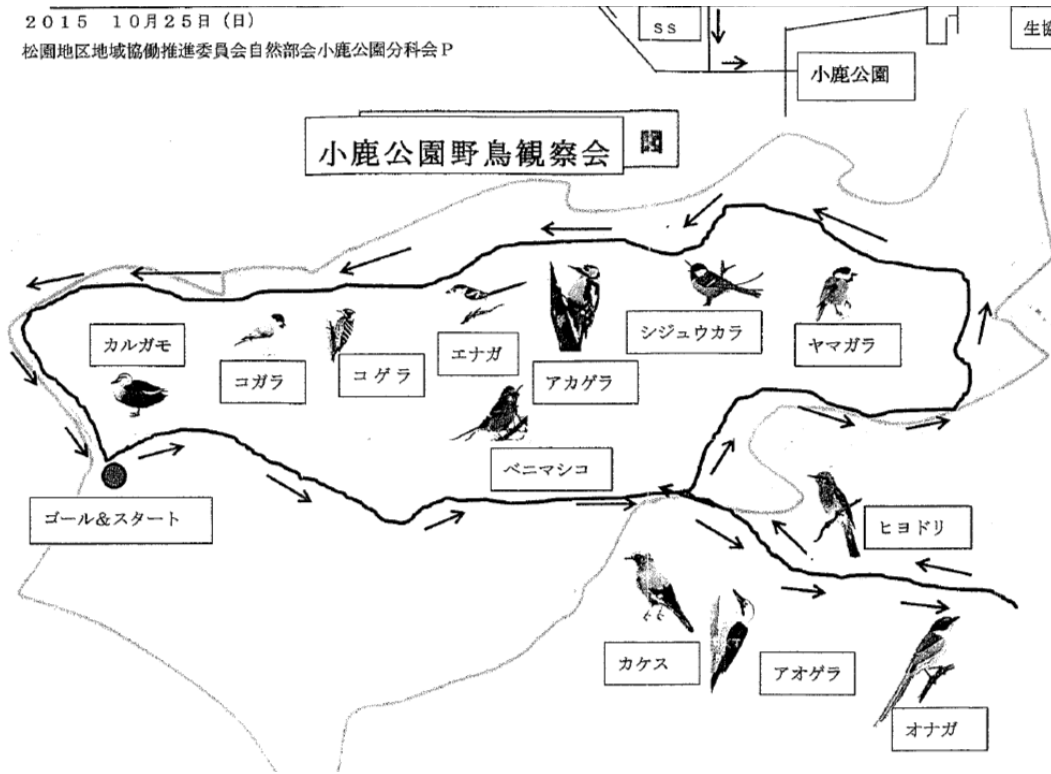 2015 10月25日(日)
松園地区地域協働推進委員会自然部会小鹿公園分科会P
SS
生協
小鹿公園
小鹿公園野鳥観察会
図
カルガモ
コガラ
コゲラ
エナガ
アカゲラ
シジュウカラ
ヤマガラ
ベニマシコ
ゴール&スタート
ヒヨドリ
カケス
アオゲラ
オナガ